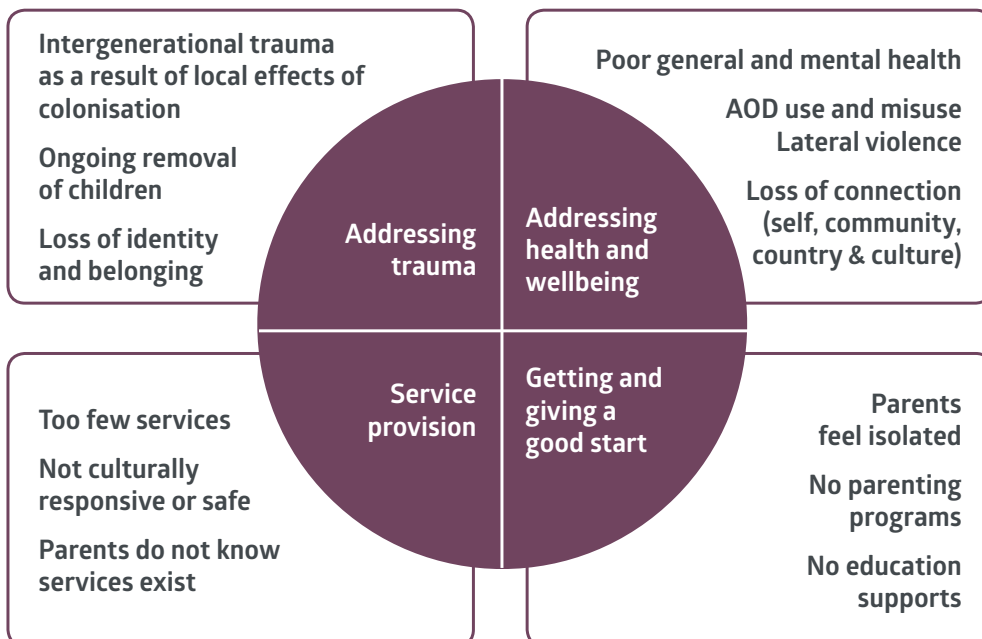 Intergenerational trauma
as a result of local effects of
colonisation
Ongoing removal
of children
Loss of identity
and belonging
Addressing
trauma
Poor general and mental health
AOD use and misuse
Lateral violence
Loss of connection
(self, community,
country & culture)
Addressing
health and
wellbeing
Too few services
Not culturally
responsive or safe
Parents do not know
services exist
Service
provision
Getting and
giving a
good start
Parents
feel isolated
No parenting
programs
No education
supports